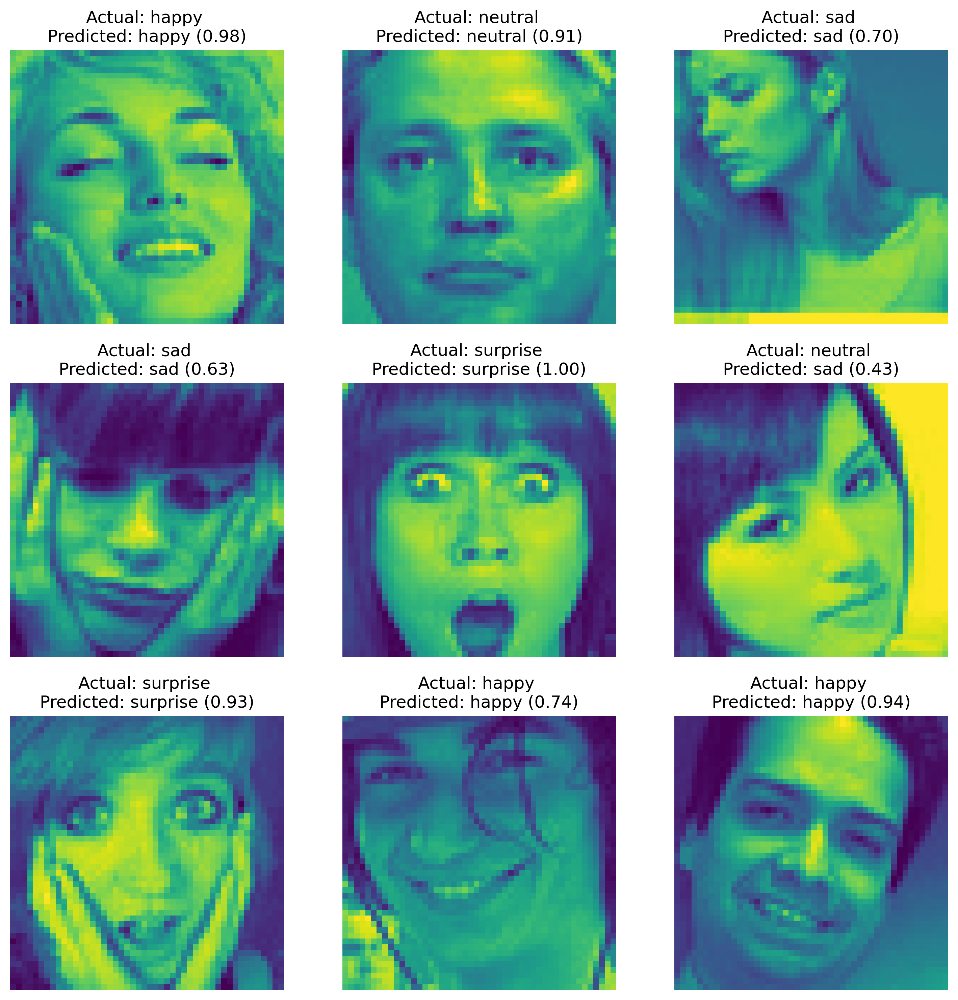 Actual: happy
Predicted: happy (0.98)
Actual: neutral
Predicted: neutral (0.91)
Actual: sad
Predicted: sad (0.70)
Actual: sad
Predicted: sad (0.63)
Actual: surprise
Predicted: surprise (1.00)
Actual: neutral
Predicted: sad (0.43)
Actual: surprise
Predicted: surprise (0.93)
Actual: happy
Predicted: happy (0.74)
Actual: happy
Predicted: happy (0.94)